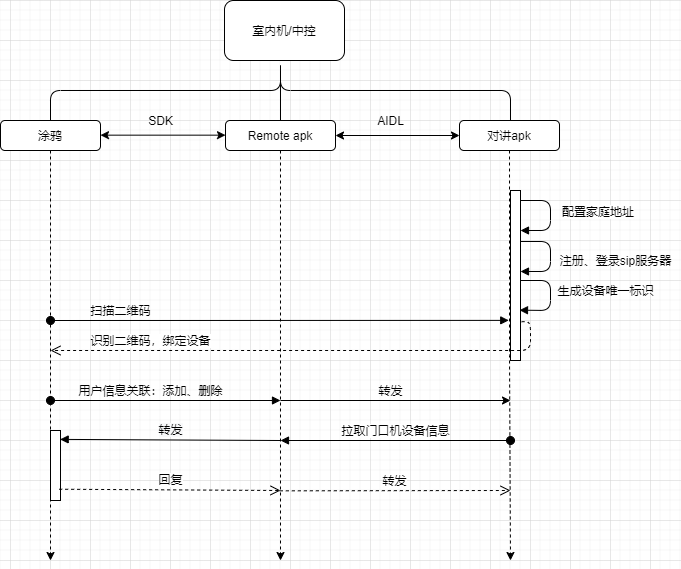 室内机/中控
SDK
AIDL
涂鸦
Remote apk
对讲apk
配置家庭地址
注册、登录sip服务器
生成设备唯一标识
扫描二维码
识别二维码，绑定设备
用户信息关联：添加、删除
转发
转发
拉取门口机设备信息
回复
转发